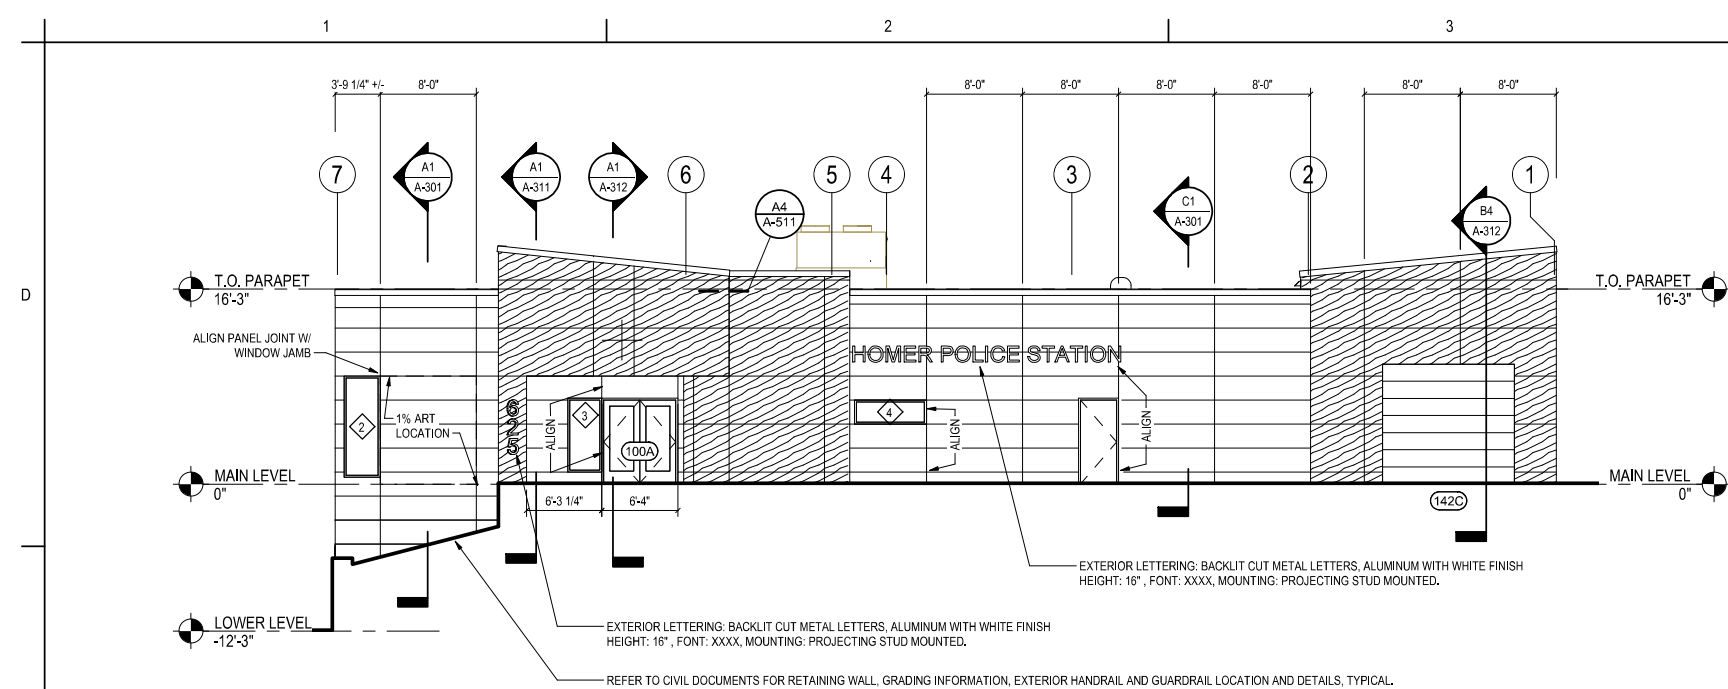 1 2 3
3'-9 1/4" +/- 8'-0" 8'-0" 8'-0" 8'-0" 8'-0" 8'-0" 8'-0"
7 A1 A-301 A1 A-311 A1 A-312 6 5 4 3 2 1
A4 A-511
C1 A-301
B4 A-312
D
T.O. PARAPET T.O. PARAPET
16'-3" 16'-3"
ALIGN PANEL JOINT W/
WINDOW JAMB
HOMER POLICE STATION
1% ART
LOCATION
2 625 ALIGN 3 100A 4 ALIGN ALIGN
MAIN LEVEL MAIN LEVEL
0" 0"
6'-3 1/4" 6'-4" 142C
EXTERIOR LETTERING: BACKLIT CUT METAL LETTERS, ALUMINUM WITH WHITE FINISH
HEIGHT: 16" , FONT: XXXX, MOUNTING: PROJECTING STUD MOUNTED.
LOWER LEVEL
-12'-3"
EXTERIOR LETTERING: BACKLIT CUT METAL LETTERS, ALUMINUM WITH WHITE FINISH
HEIGHT: 16" , FONT: XXXX, MOUNTING: PROJECTING STUD MOUNTED.
REFER TO CIVIL DOCUMENTS FOR RETAINING WALL, GRADING INFORMATION, EXTERIOR HANDRAIL AND GUARDRAIL LOCATION AND DETAILS, TYPICAL.